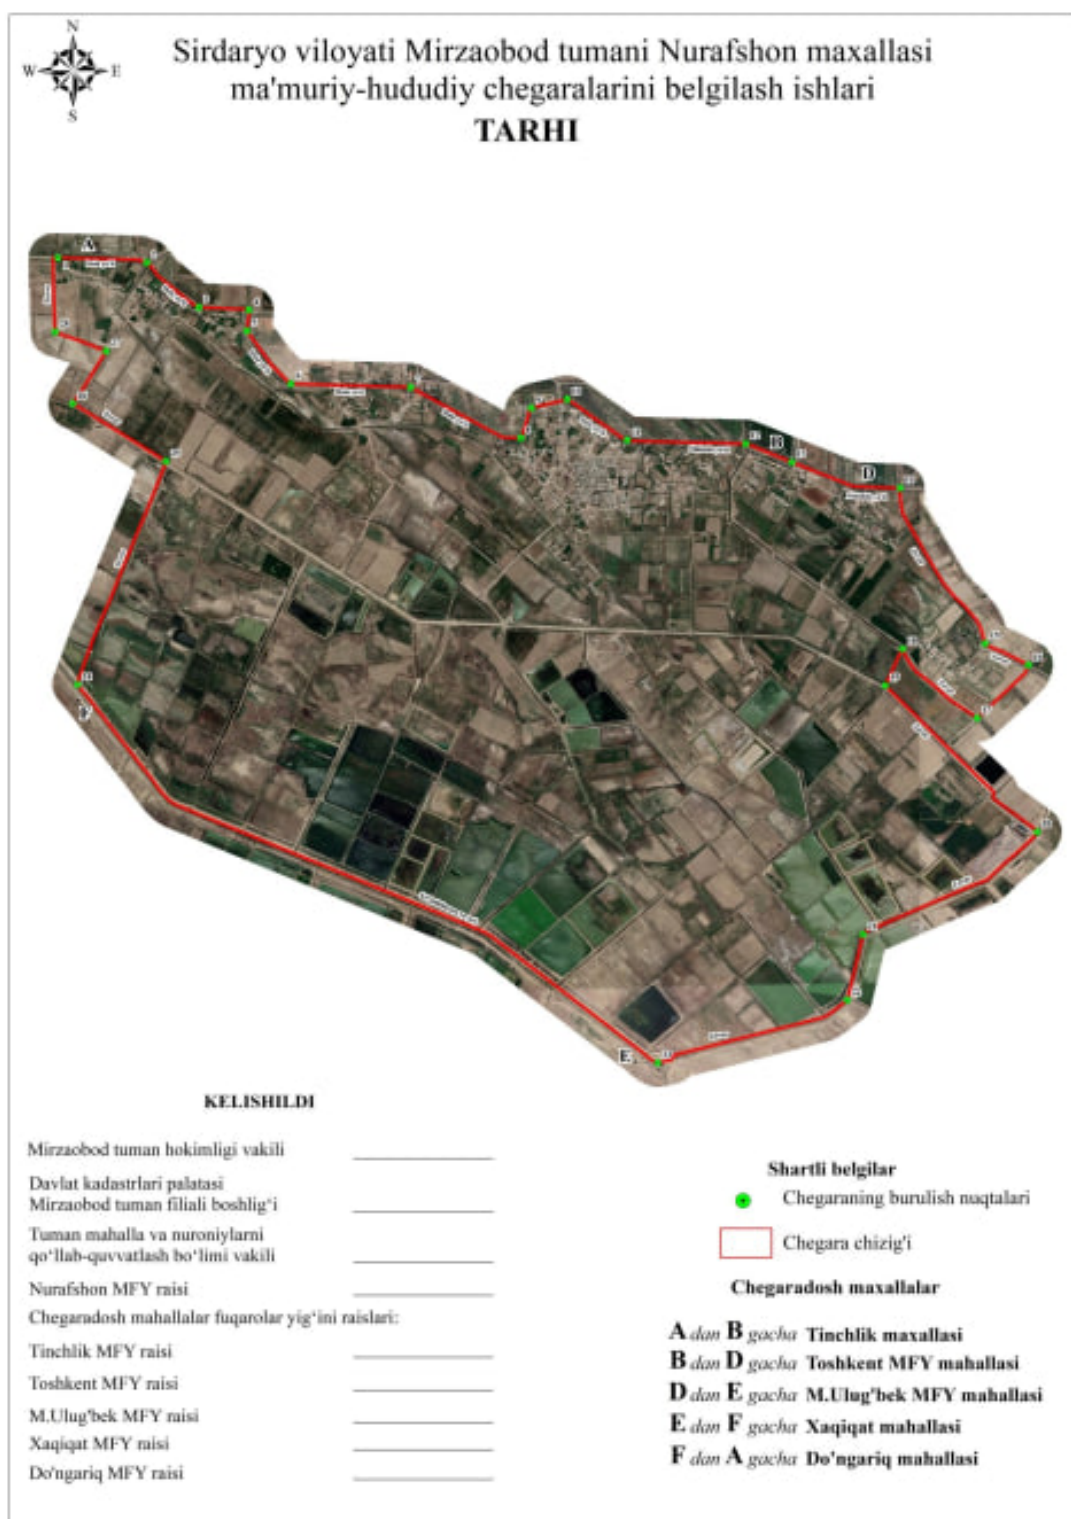 N
W E
S
Sirdaryo viloyati Mirzaobod tumani Nurafshon maxallasi
ma'muriy-hududiy chegaralarini belgilash ishlari
TARHI
A
B
D
F
E
KELISHILDI
Mirzaobod tuman hokimligi vakili
Davlat kadastrlari palatasi
Mirzaobod tuman filiali boshlig‘i
Tuman mahalla va nuroniylarni
qo‘llab-quvvatlash bo‘limi vakili
Nurafshon MFY raisi
Chegaradosh mahallalar fuqarolar yig‘ini raislari:
Tinchlik MFY raisi
Toshkent MFY raisi
M.Ulug'bek MFY raisi
Xaqiqat MFY raisi
Do'ngariq MFY raisi
Shartli belgilar
Chegaraning burulish nuqtalari
Chegara chizig'i
Chegaradosh maxallalar
A dan B gacha Tinchlik maxallasi
B dan D gacha Toshkent MFY mahallasi
D dan E gacha M.Ulug'bek MFY mahallasi
E dan F gacha Xaqiqat mahallasi
F dan A gacha Do'ngariq mahallasi